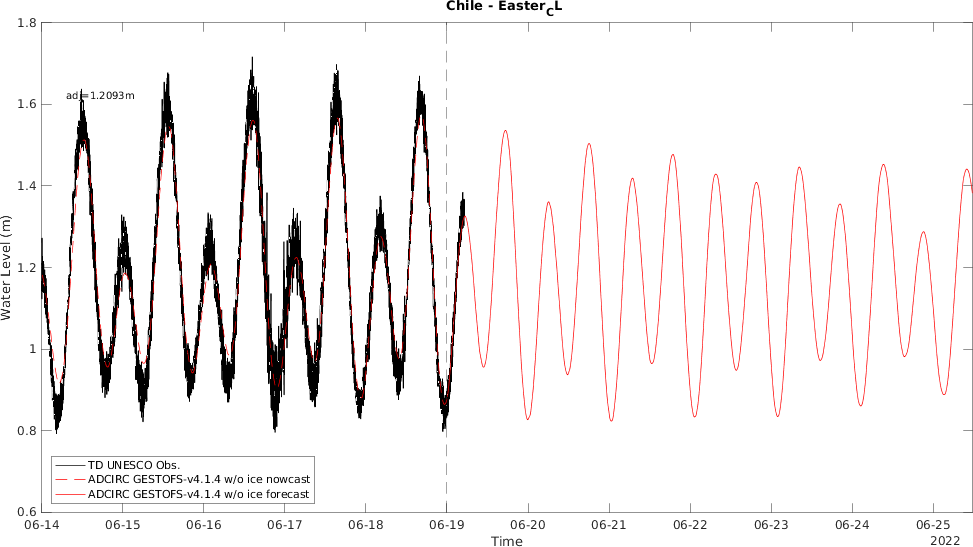 Chile - Easter_CL
1.8
1.6
1.4
1.2
1
0.8
0.6
Water Level (m)
adj=1.2093m
TD UNESCO Obs.
ADCIRC GESTOFS-v4.1.4 w/o ice nowcast
ADCIRC GESTOFS-v4.1.4 w/o ice forecast
06-14 06-15 06-16 06-17 06-18 06-19 06-20 06-21 06-22 06-23 06-24 06-25
Time
2022